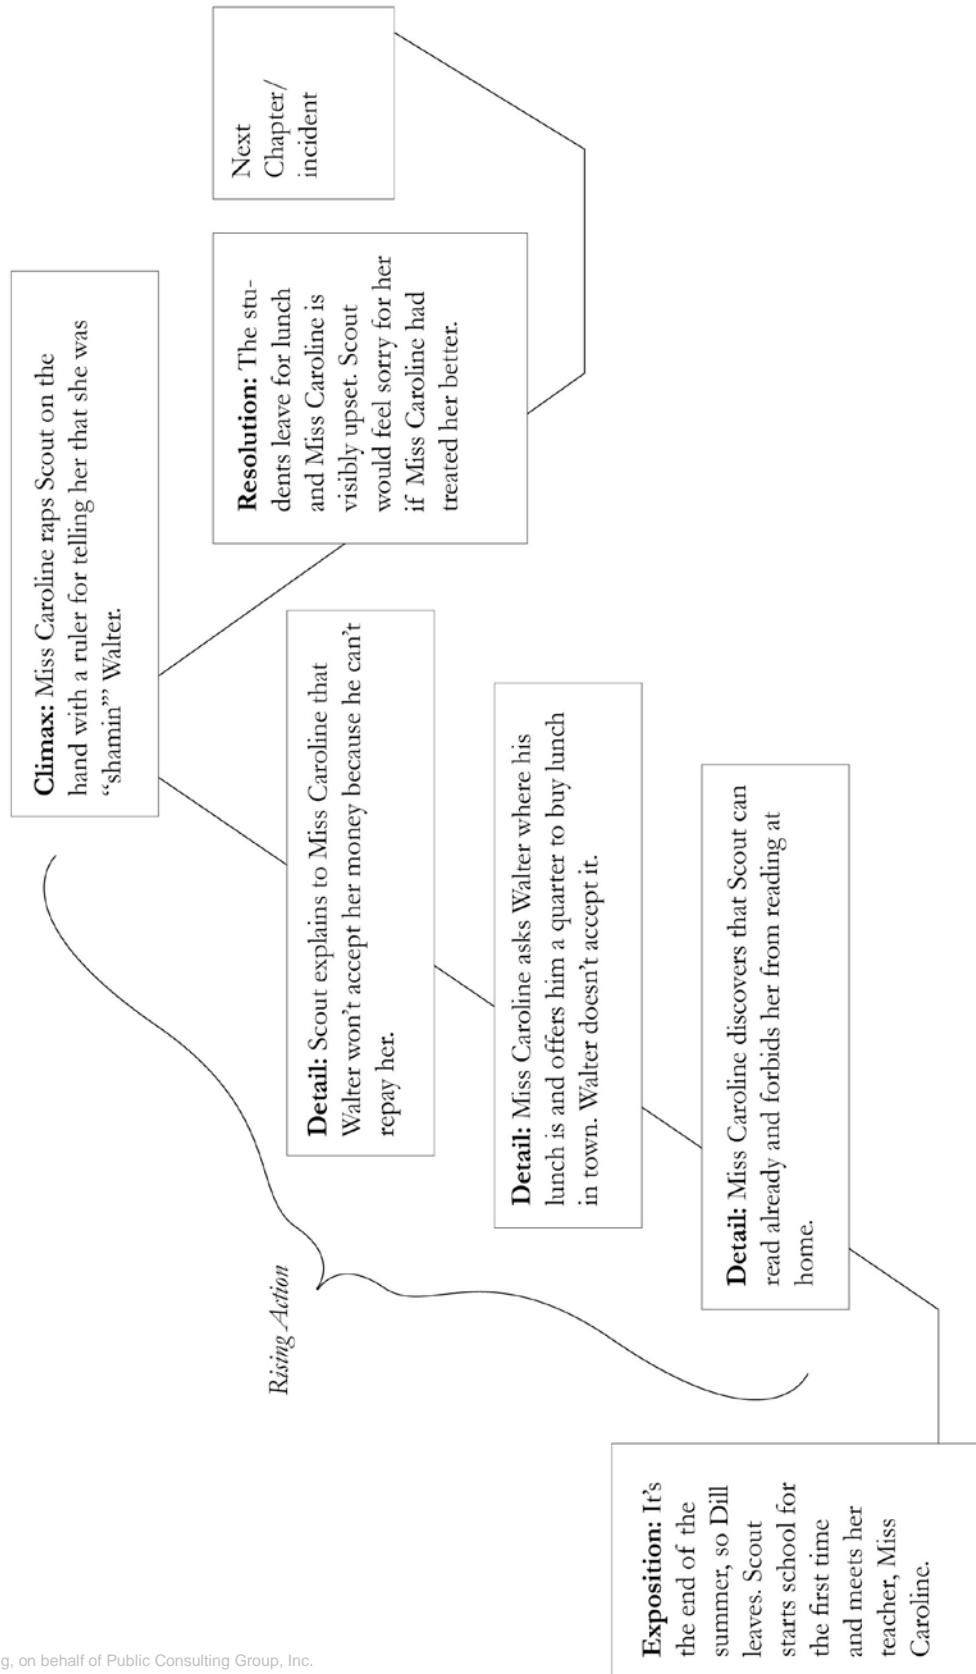 Exposition: It's
the end of the
summer, so Dill
leaves. Scout
starts school for
the first time
and meets her
teacher, Miss
Caroline.
Rising Action
Detail: Miss Caroline discovers that Scout can
read already and forbids her from reading at
home.
Detail: Miss Caroline asks Walter where his
lunch is and offers him a quarter to buy lunch
in town. Walter doesn't accept it.
Detail: Scout explains to Miss Caroline that
Walter won't accept her money because he can't
repay her.
Climax: Miss Caroline raps Scout on the
hand with a ruler for telling her that she was
“shamin’” Walter.
Resolution: The stu-
dents leave for lunch
and Miss Caroline is
visibly upset. Scout
would feel sorry for her
if Miss Caroline had
treated her better.
Next
Chapter/
incident
g, on behalf of Public Consulting Group, Inc.